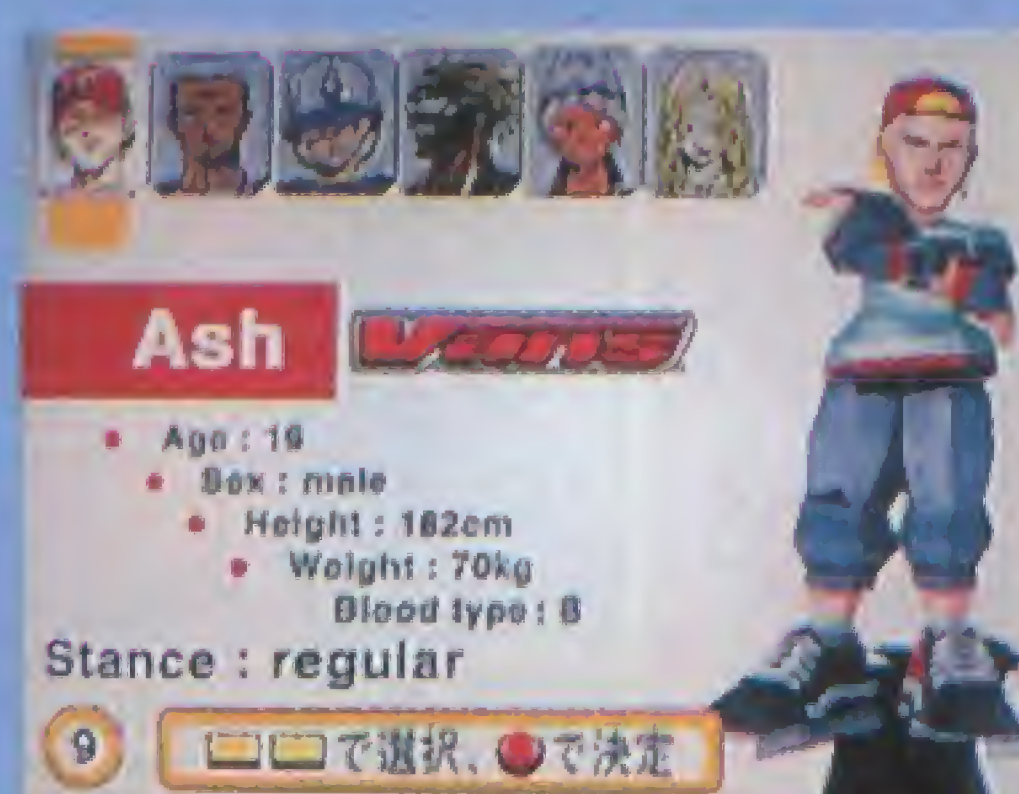 Ash Vans
Age : 19
Sex : male
Height : 182cm
Weight : 70kg
Blood type : B
Stance : regular
9
で選択、で決定